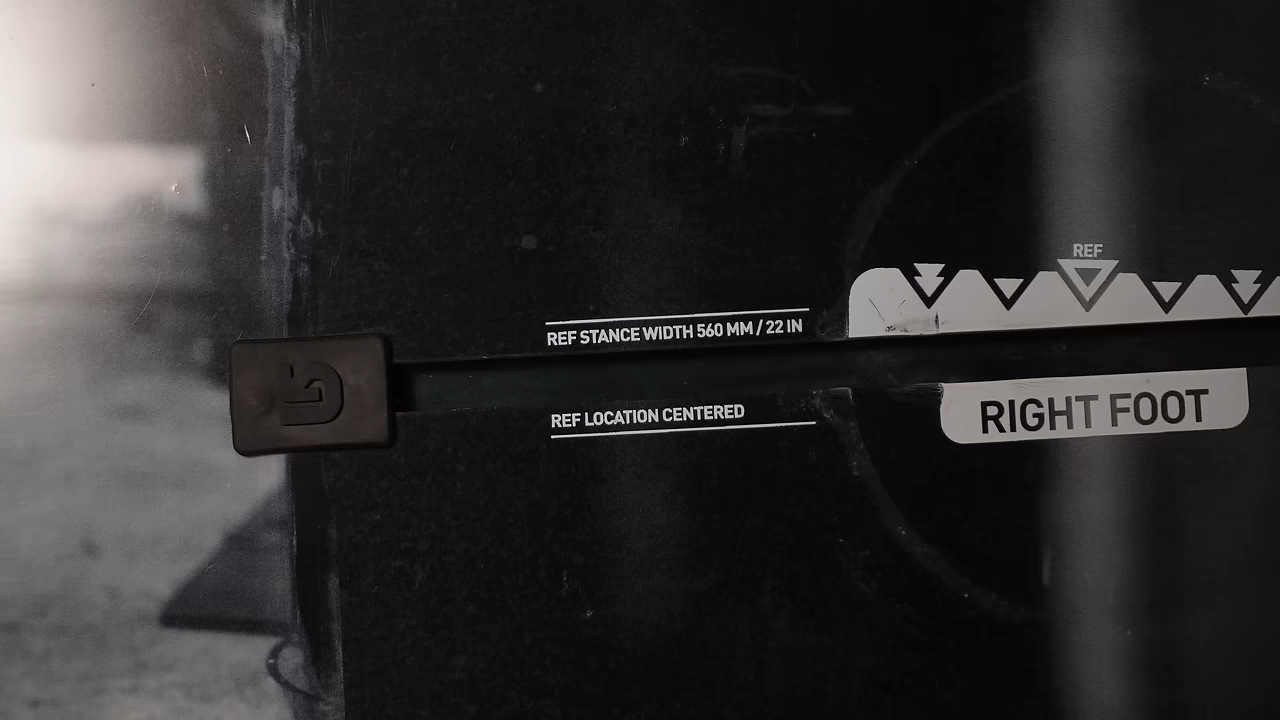 REF
REF STANCE WIDTH 560 MM / 22 IN
REF LOCATION CENTERED
RIGHT FOOT